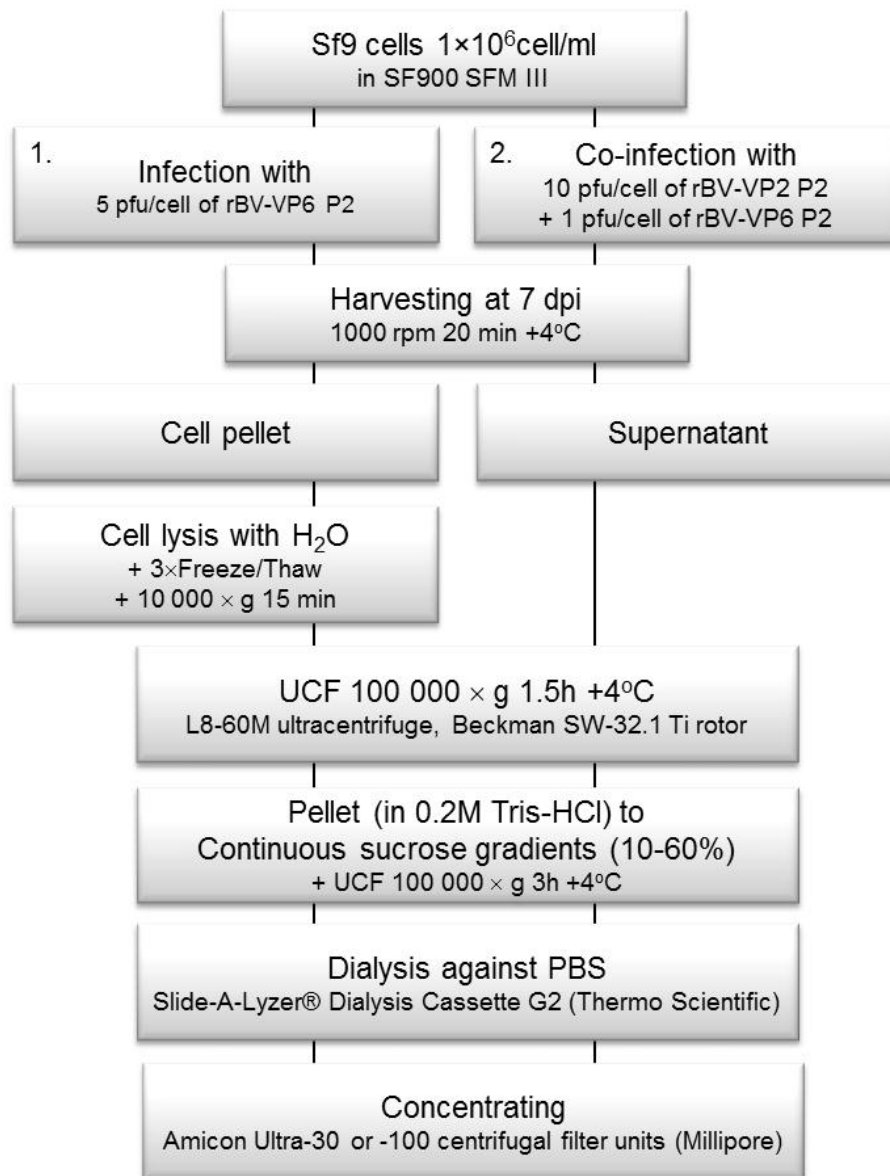 Sf9 cells 1×10⁶cell/ml
in SF900 SFM III
1.
Infection with
5 pfu/cell of rBV-VP6 P2
2.
Co-infection with
10 pfu/cell of rBV-VP2 P2
+ 1 pfu/cell of rBV-VP6 P2
Harvesting at 7 dpi
1000 rpm 20 min +4°C
Cell pellet
Supernatant
Cell lysis with H₂O
+ 3×Freeze/Thaw
+ 10 000 × g 15 min
UCF 100 000 × g 1.5h +4°C
L8-60M ultracentrifuge, Beckman SW-32.1 Ti rotor
Pellet (in 0.2M Tris-HCl) to
Continuous sucrose gradients (10-60%)
+ UCF 100 000 × g 3h +4°C
Dialysis against PBS
Slide-A-Lyzer® Dialysis Cassette G2 (Thermo Scientific)
Concentrating
Amicon Ultra-30 or -100 centrifugal filter units (Millipore)